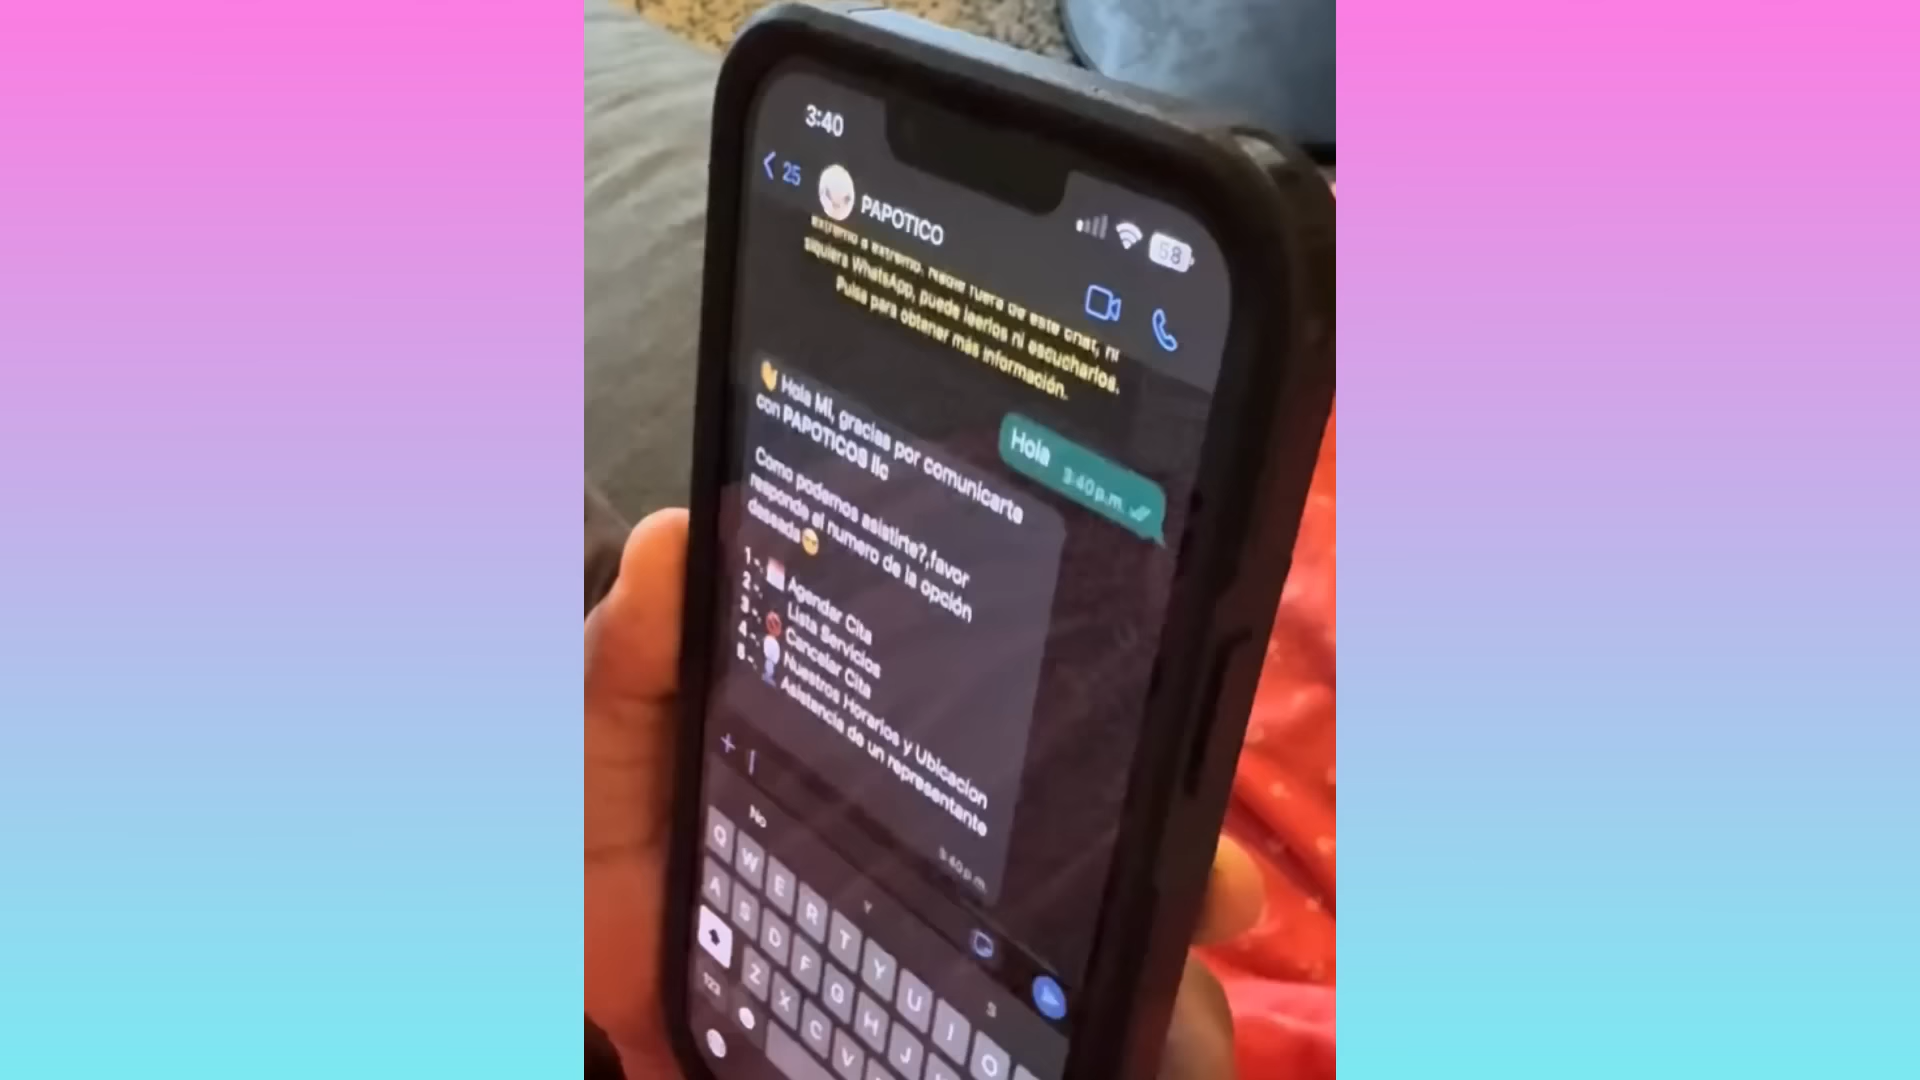 3:40
25
PAPOTICO
58
extremo a extremo. Nadie fuera de este chat, ni
siquiera WhatsApp, puede leerlos ni escucharlos.
Pulsa para obtener más información.
Hola
3:40 p.m.
👋 Hola Mi, gracias por comunicarte
con PAPOTICOS llc
Como podemos asistirte?,favor
responde el numero de la opción
deseada😎
1 -. Agendar Cita
2 -. Lista Servicios
3 -. 🚫 Cancelar Cita
4 -. Nuestros Horarios y Ubicacion
5 -. 👤 Asistencia de un representante
3:40 p.m.
No Y S
Q W E R T Y U I O
A S D F G H J
Z X C V
123